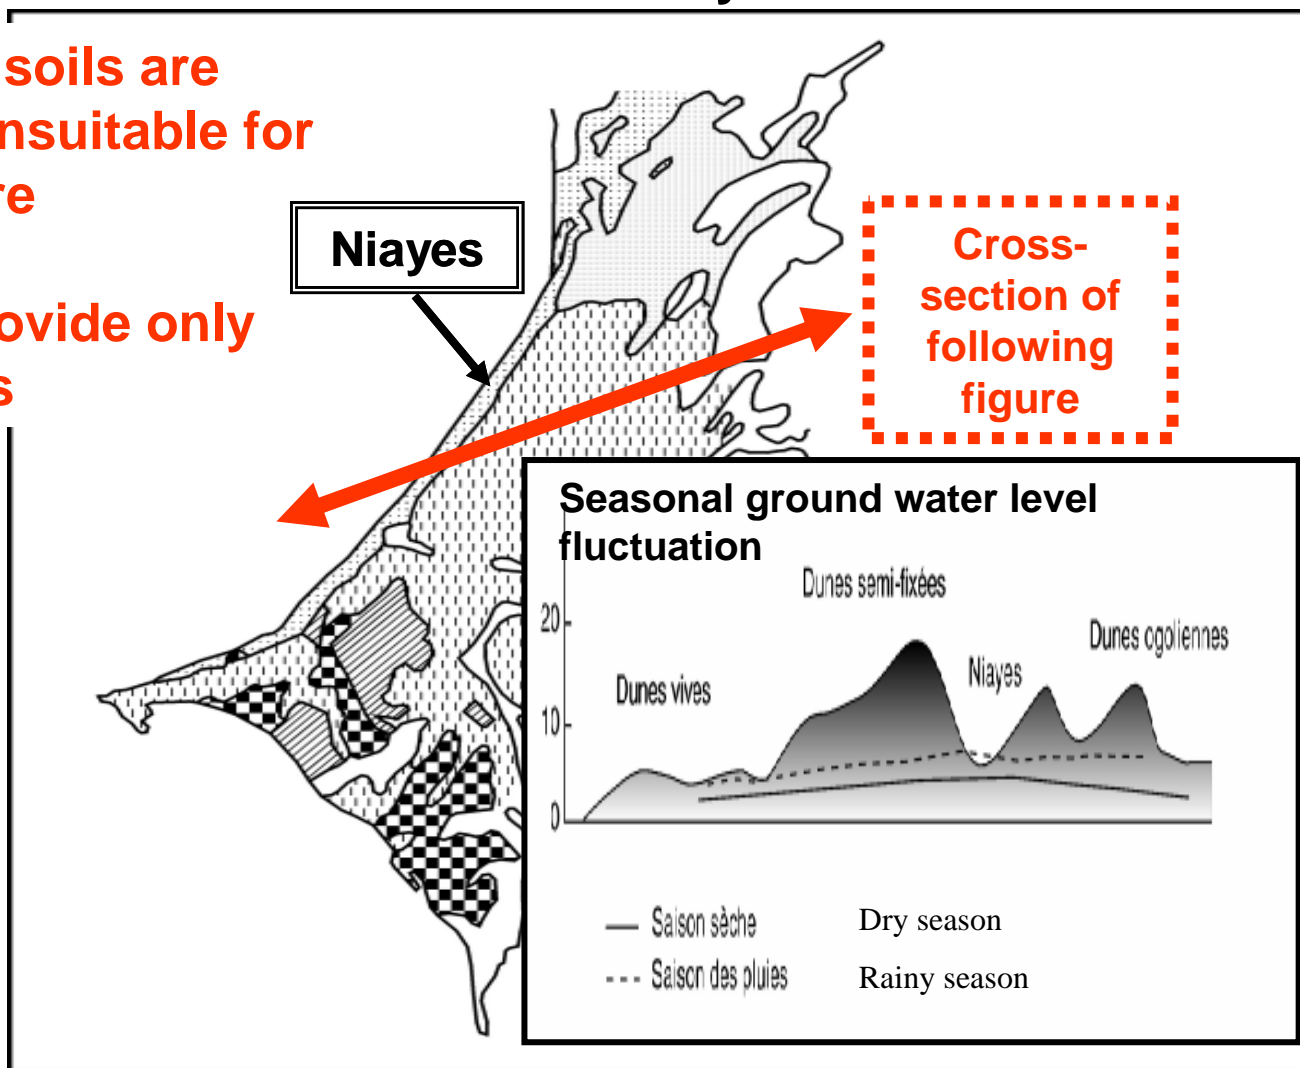 soils are
nsuitable for
re
ovide only
s
Niayes
Cross-
section of
following
figure
Seasonal ground water level
fluctuation
Dunes semi-fixées
Dunes ogoliennes
Niayes
Dunes vives
20
10
0
Saison sèche Dry season
Saison des pluies Rainy season